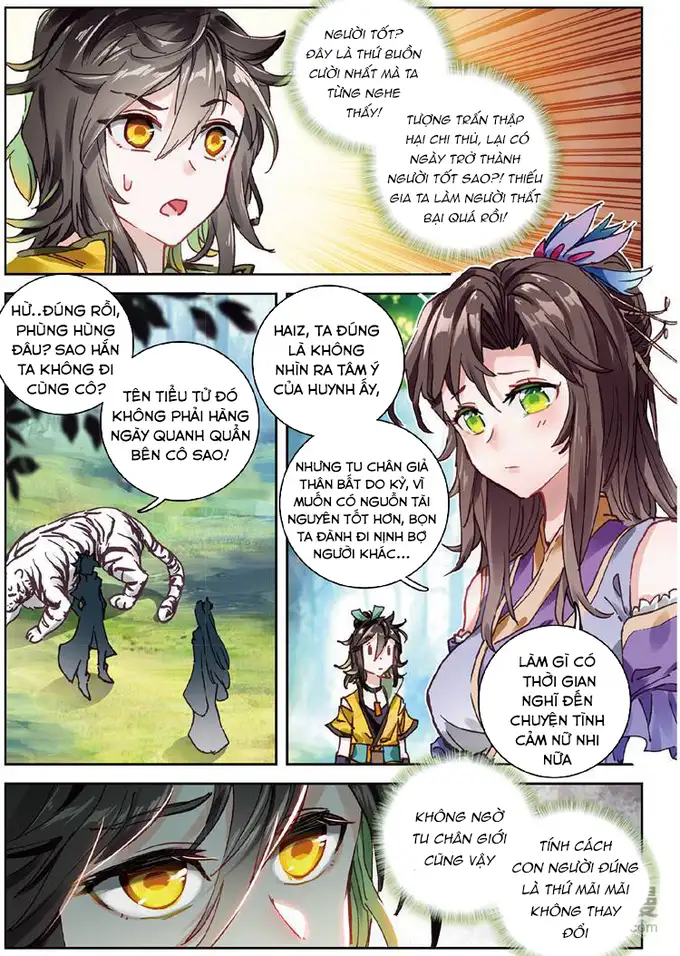 NGƯỜI TỐT?
ĐÂY LÀ THỨ BUỒN
CƯỜI NHẤT MÀ TA
TỪNG NGHE
THẤY!
TƯỢNG TRẤN THẬP
HẠI CHI THỦ, LẠI CÓ
NGÀY TRỞ THÀNH
NGƯỜI TỐT SAO?! THIẾU
GIA TA LÀM NGƯỜI THẤT
BẠI QUÁ RỒI!
HỪ..ĐÚNG RỒI,
PHÙNG HÙNG
ĐÂU? SAO HẮN
TA KHÔNG ĐI
CÙNG CÔ?
TÊN TIỂU TỬ ĐÓ
KHÔNG PHẢI HÀNG
NGÀY QUANH QUẨN
BÊN CÔ SAO!
HAIZ, TA ĐÚNG
LÀ KHÔNG
NHÌN RA TÂM Ý
CỦA HUYNH ẤY,
NHƯNG TU CHÂN GIẢ
THÂN BẤT DO KỶ, VÌ
MUỐN CÓ NGUỒN TÀI
NGUYÊN TỐT HƠN, BỌN
TA ĐÀNH ĐI NỊNH BỢ
NGƯỜI KHÁC...
LÀM GÌ CÓ
THỜI GIAN
NGHĨ ĐẾN
CHUYỆN TÌNH
CẢM NỮ NHI
NỮA
KHÔNG NGỜ
TU CHÂN GIỚI
CŨNG VẬY
TÍNH CÁCH
CON NGƯỜI ĐÚNG
LÀ THỨ MÃI MÃI
KHÔNG THAY
ĐỔI